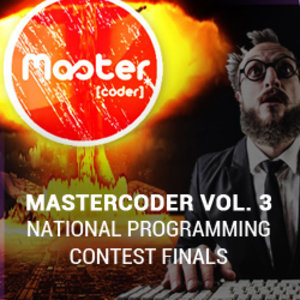 Master
[coder]
MASTERCODER VOL. 3
NATIONAL PROGRAMMING
CONTEST FINALS